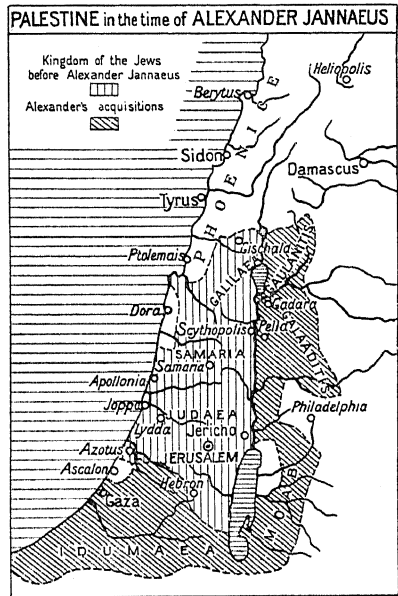 PALESTINE in the time of ALEXANDER JANNAEUS
Kingdom of the Jews
before Alexander Jannaeus
Alexander's acquisitions
Heliopolis
Berytus
PHOENICE
Sidon
Damascus
Tyrus
Gischala
Ptolemais
GALILAEA
GAULANITIS
Dora
Gadara
Scythopolis
Pella
GALAADITIS
SAMARIA
Samaria
Apollonia
Joppa
JUDAEA
Philadelphia
Lydda
Jericho
Azotus
JERUSALEM
Ascalon
Hebron
Gaza
MOAB
IDUMAEA